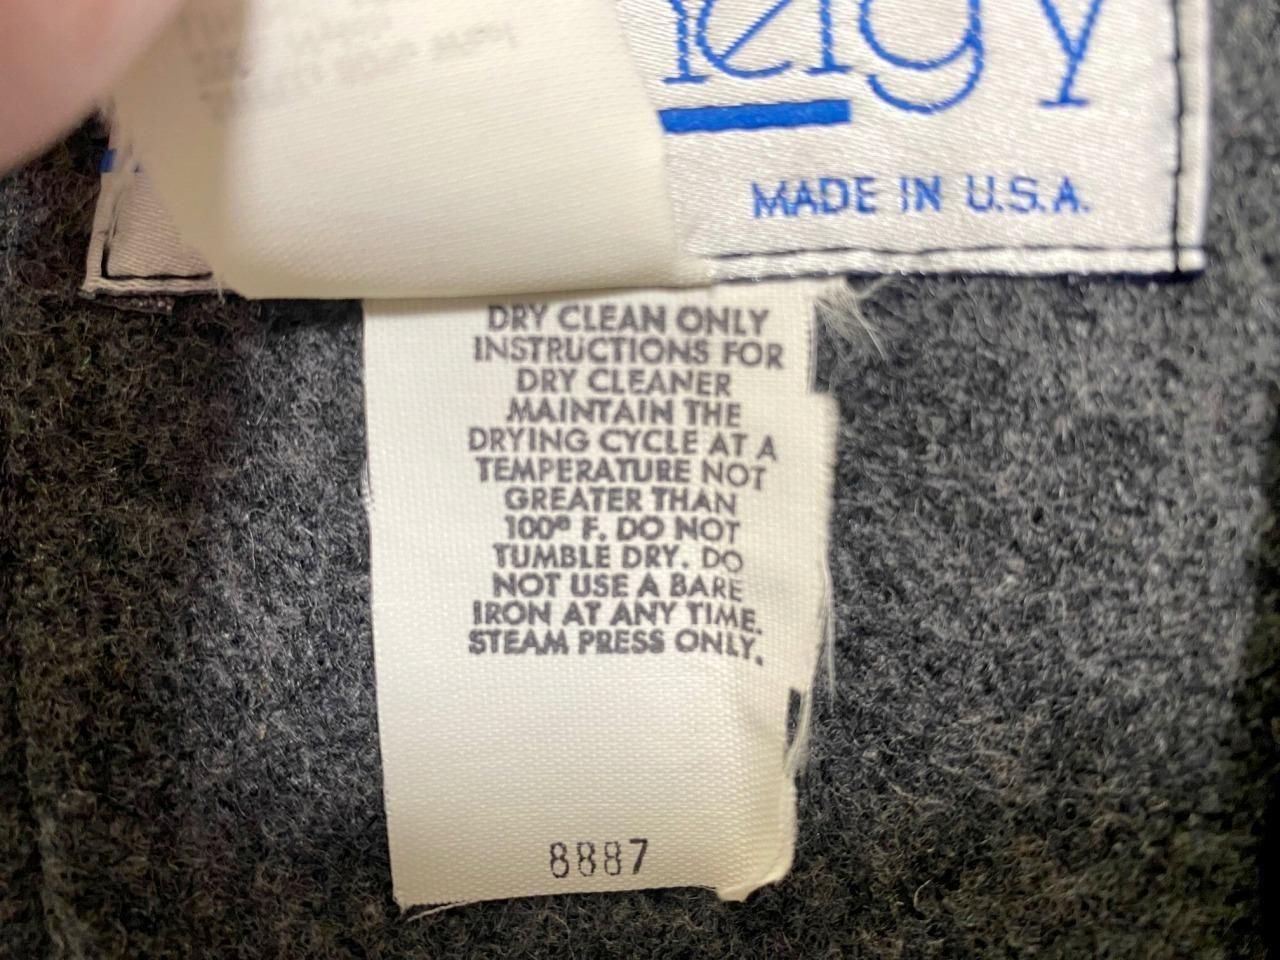 MADE IN U.S.A.
DRY CLEAN ONLY
INSTRUCTIONS FOR
DRY CLEANER
MAINTAIN THE
DRYING CYCLE AT A
TEMPERATURE NOT
GREATER THAN
100° F. DO NOT
TUMBLE DRY. DO
NOT USE A BARE
IRON AT ANY TIME.
STEAM PRESS ONLY.
8887